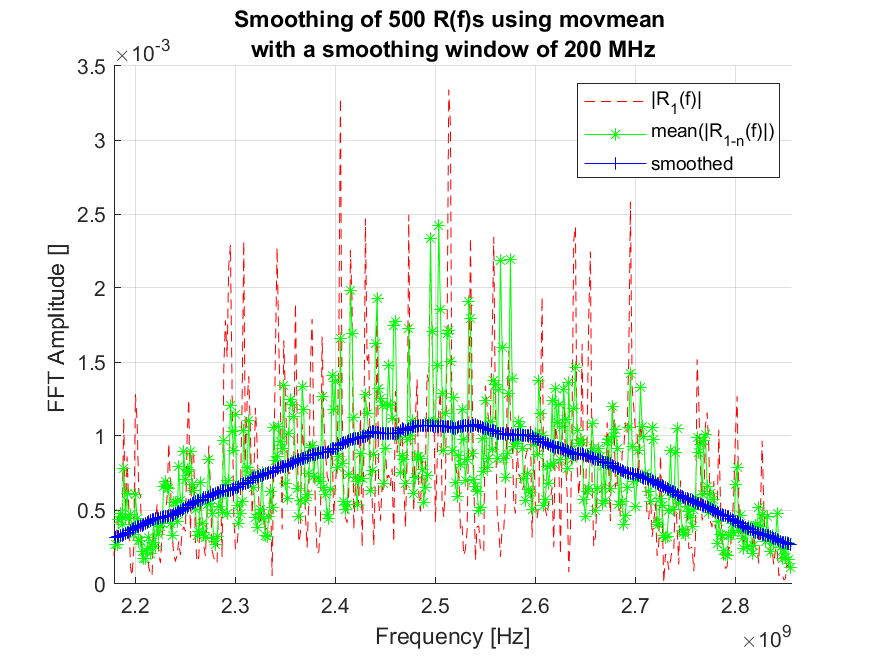 Smoothing of 500 R(f)s using movmean
with a smoothing window of 200 MHz
×10^-3
3.5
3
2.5
2
1.5
1
0.5
0
FFT Amplitude []
|R_1(f)|
mean(|R_1-n(f)|)
smoothed
2.2 2.3 2.4 2.5 2.6 2.7 2.8
Frequency [Hz]
×10^9